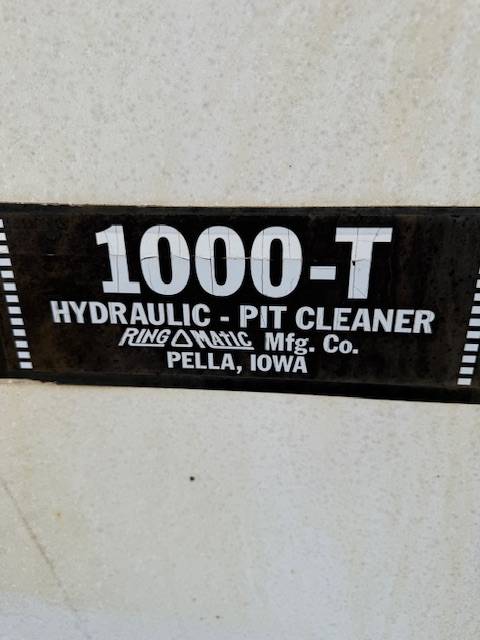 1000-T
HYDRAULIC - PIT CLEANER
RING O MATIC Mfg. Co.
PELLA, IOWA